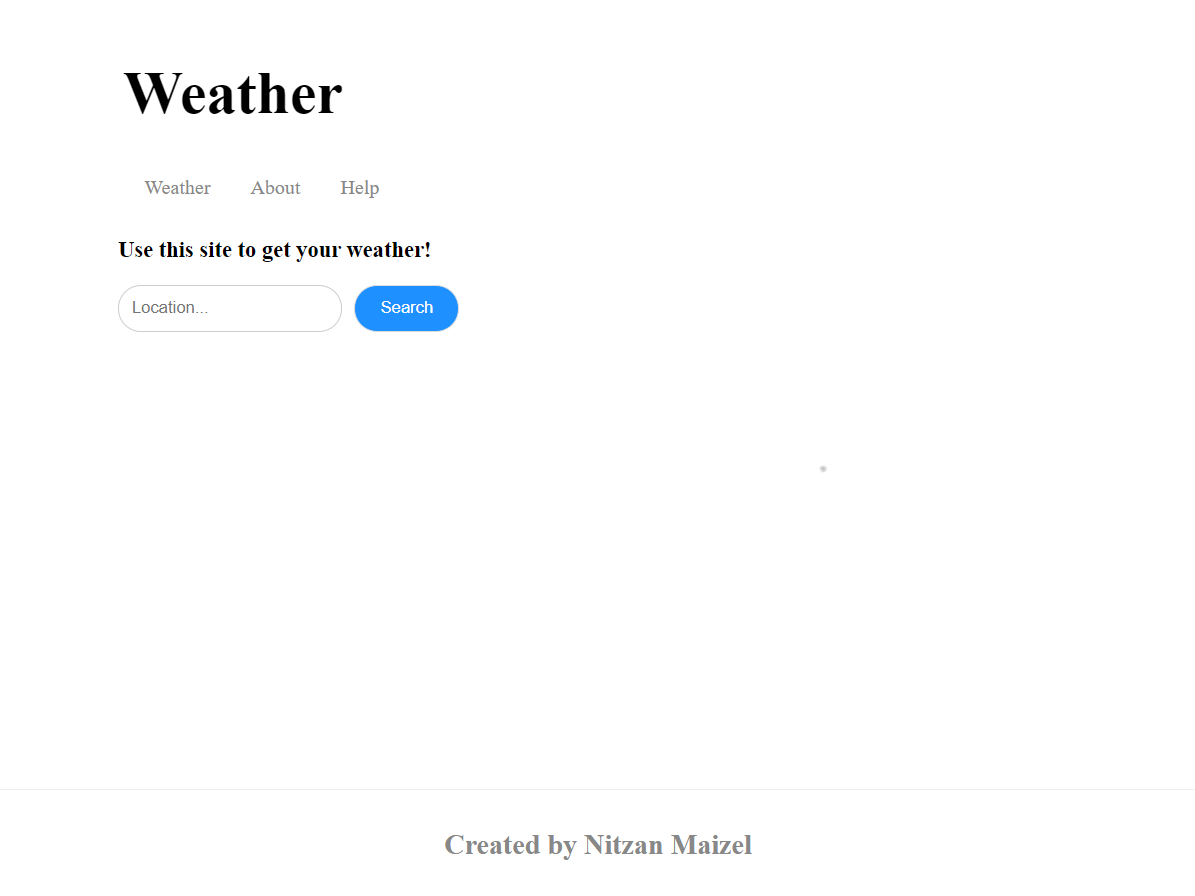 Weather
Weather About Help
Use this site to get your weather!
Location... Search
Created by Nitzan Maizel